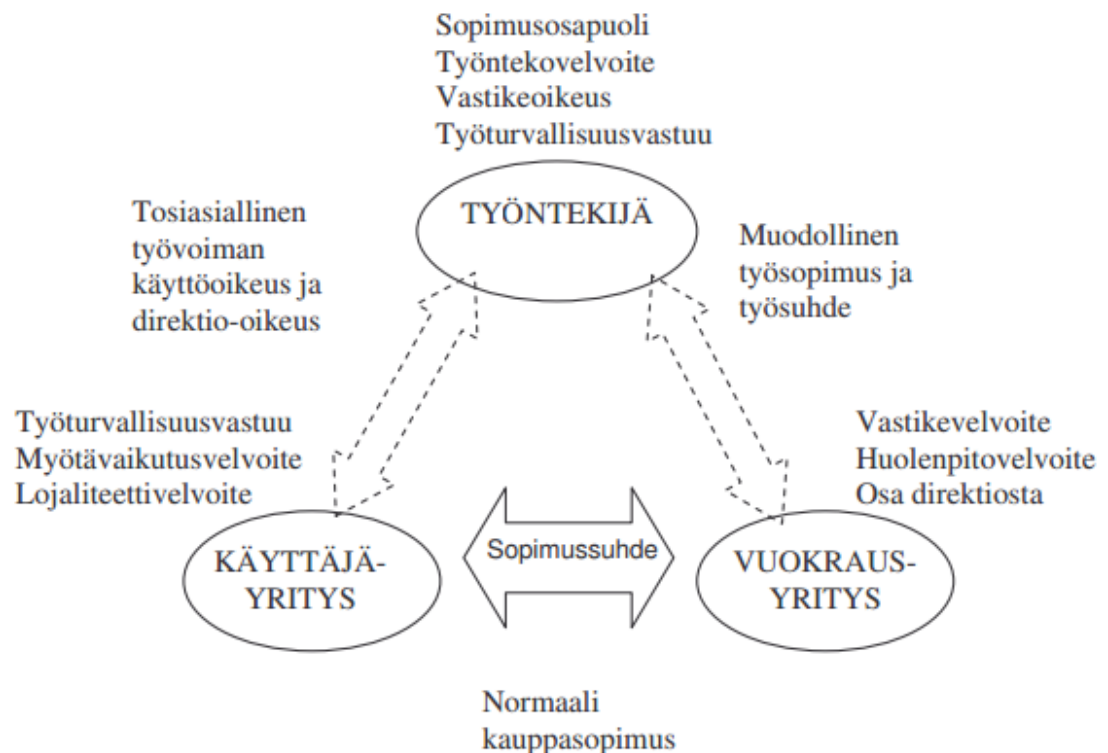 Sopimusosapuoli
Työntekovelvoite
Vastikeoikeus
Työturvallisuusvastuu
TYÖNTEKIJÄ
Tosiasiallinen
työvoiman
käyttöoikeus ja
direktio-oikeus
Muodollinen
työsopimus ja
työsuhde
Työturvallisuusvastuu
Myötävaikutusvelvoite
Lojaliteettivelvoite
Vastikevelvoite
Huolenpitovelvoite
Osa direktiosta
KÄYTTÄJÄ-
YRITYS
Sopimussuhde
VUOKRAUS-
YRITYS
Normaali
kauppasopimus